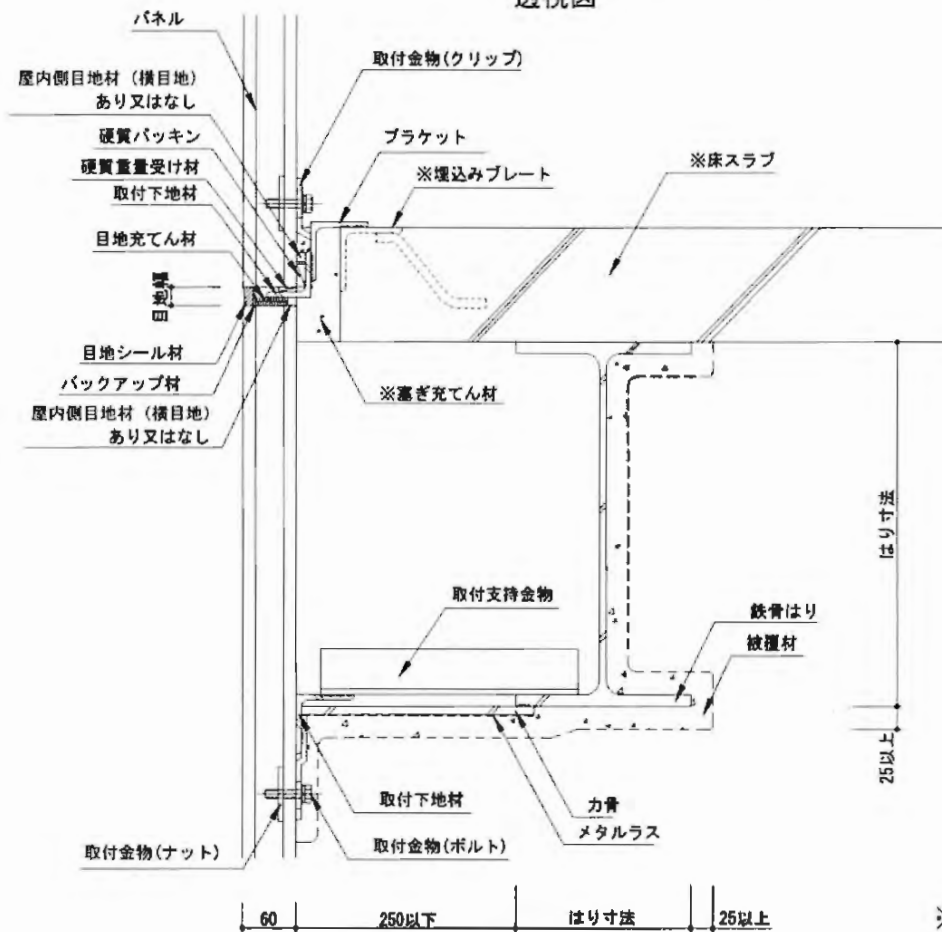 透視図
パネル
取付金物(クリップ)
屋内側目地材 (横目地)
あり又はなし
硬質パッキン
ブラケット
※床スラブ
硬質重量受け材
※埋込みプレート
取付下地材
目地充てん材
目地幅
目地シール材
バックアップ材
※塞ぎ充てん材
屋内側目地材 (横目地)
あり又はなし
はり寸法
取付支持金物
鉄骨はり
被覆材
25以上
取付下地材
力骨
メタルラス
取付金物(ナット)
取付金物(ボルト)
60
250以下
はり寸法
25以上
※